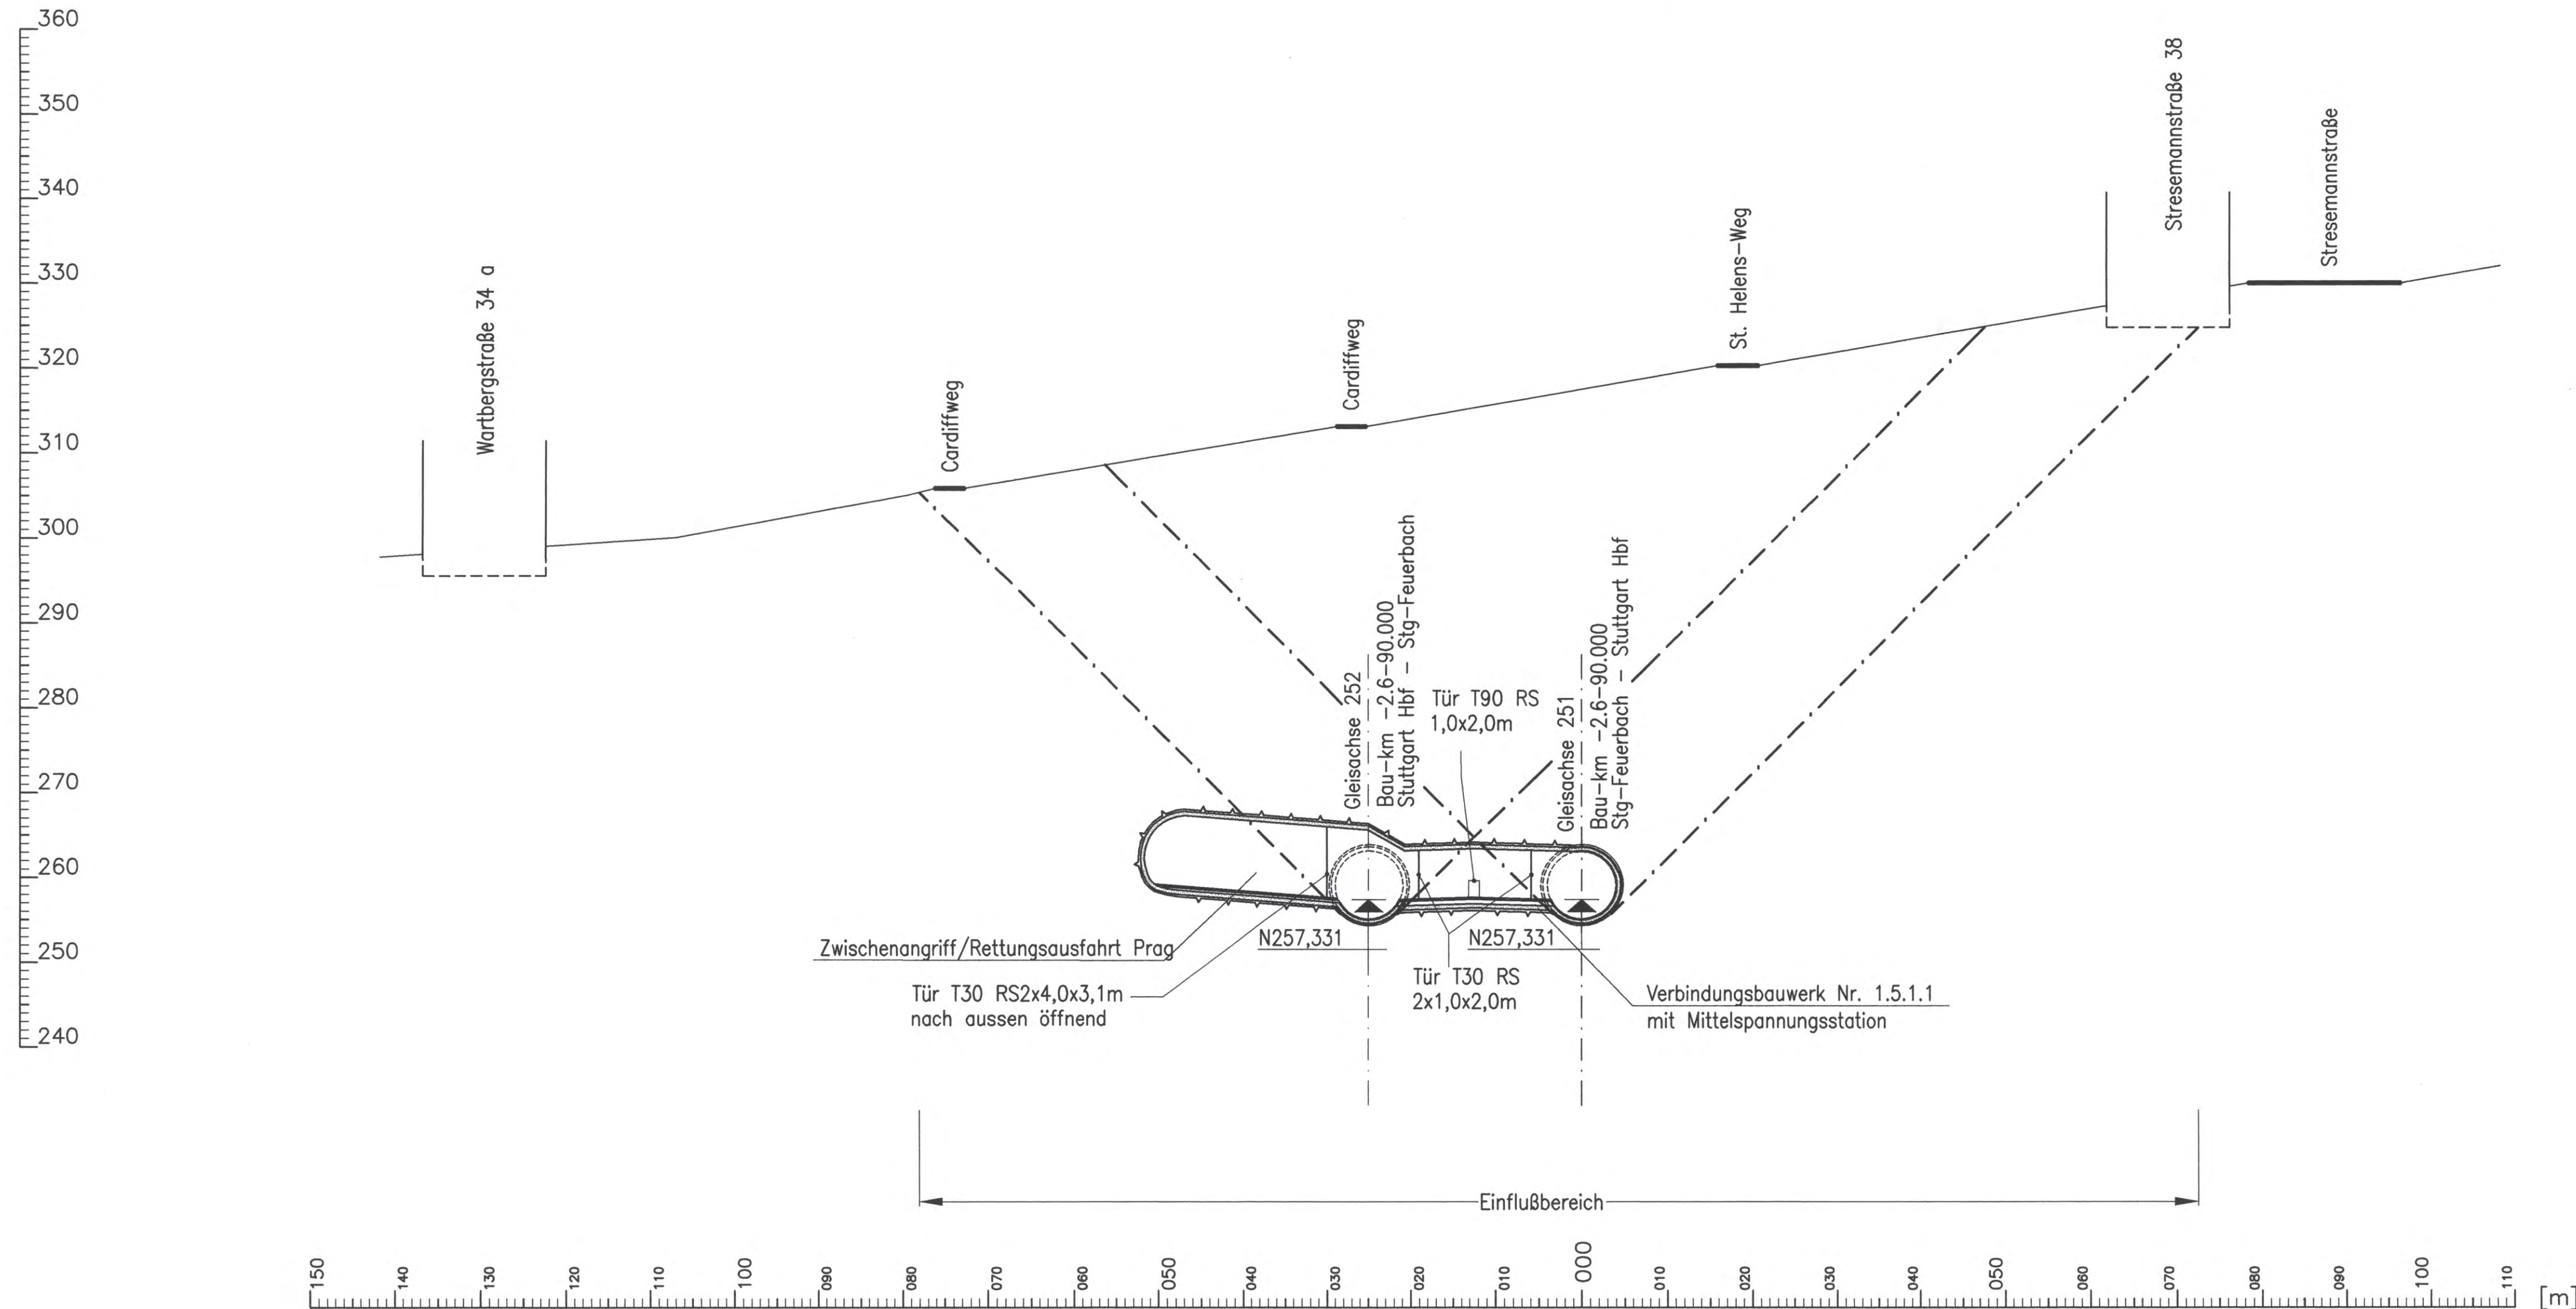 360
350
340
330
320
310
300
290
280
270
260
250
240
Wartbergstraße 34 a
Cardiffweg
Cardiffweg
St. Helens-Weg
Stresemannstraße 38
Stresemannstraße
Gleisachse 252
Bau-km -2.6-90.000
Stuttgart Hbf - Stg-Feuerbach
Tür T90 RS
1,0x2,0m
Gleisachse 251
Bau-km -2.6-90.000
Stg-Feuerbach - Stuttgart Hbf
Zwischenangriff/Rettungsausfahrt Prag
N257,331
N257,331
Tür T30 RS2x4,0x3,1m
nach aussen öffnend
Tür T30 RS
2x1,0x2,0m
Verbindungsbauwerk Nr. 1.5.1.1
mit Mittelspannungsstation
Einflußbereich
150 140 130 120 110 100 090 080 070 060 050 040 030 020 010 000 010 020 030 040 050 060 070 080 090 100 110 [m]